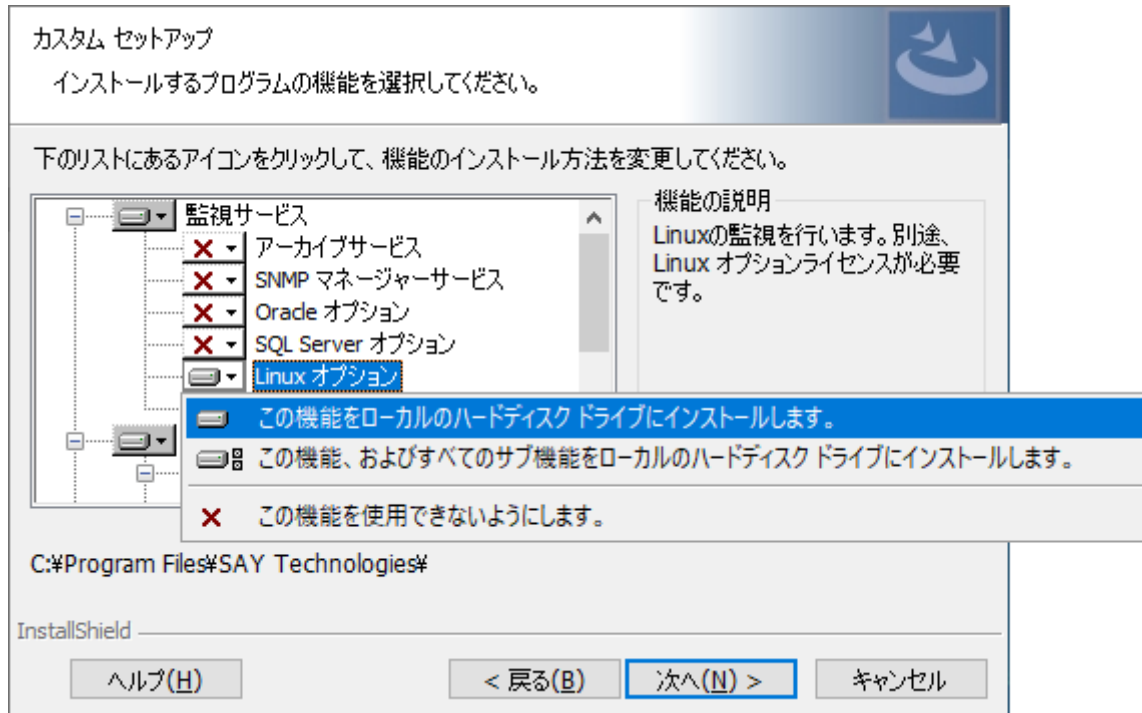 カスタム セットアップ
インストールするプログラムの機能を選択してください。
下のリストにあるアイコンをクリックして、機能のインストール方法を変更してください。
監視サービス
アーカイブサービス
SNMP マネージャーサービス
Oracle オプション
SQL Server オプション
Linux オプション
機能の説明
Linuxの監視を行います。別途、
Linux オプションライセンスが必要
です。
この機能をローカルのハードディスク ドライブにインストールします。
この機能、およびすべてのサブ機能をローカルのハードディスク ドライブにインストールします。
この機能を使用できないようにします。
C:¥Program Files¥SAY Technologies¥
InstallShield
ヘルプ(H)
< 戻る(B)
次へ(N) >
キャンセル